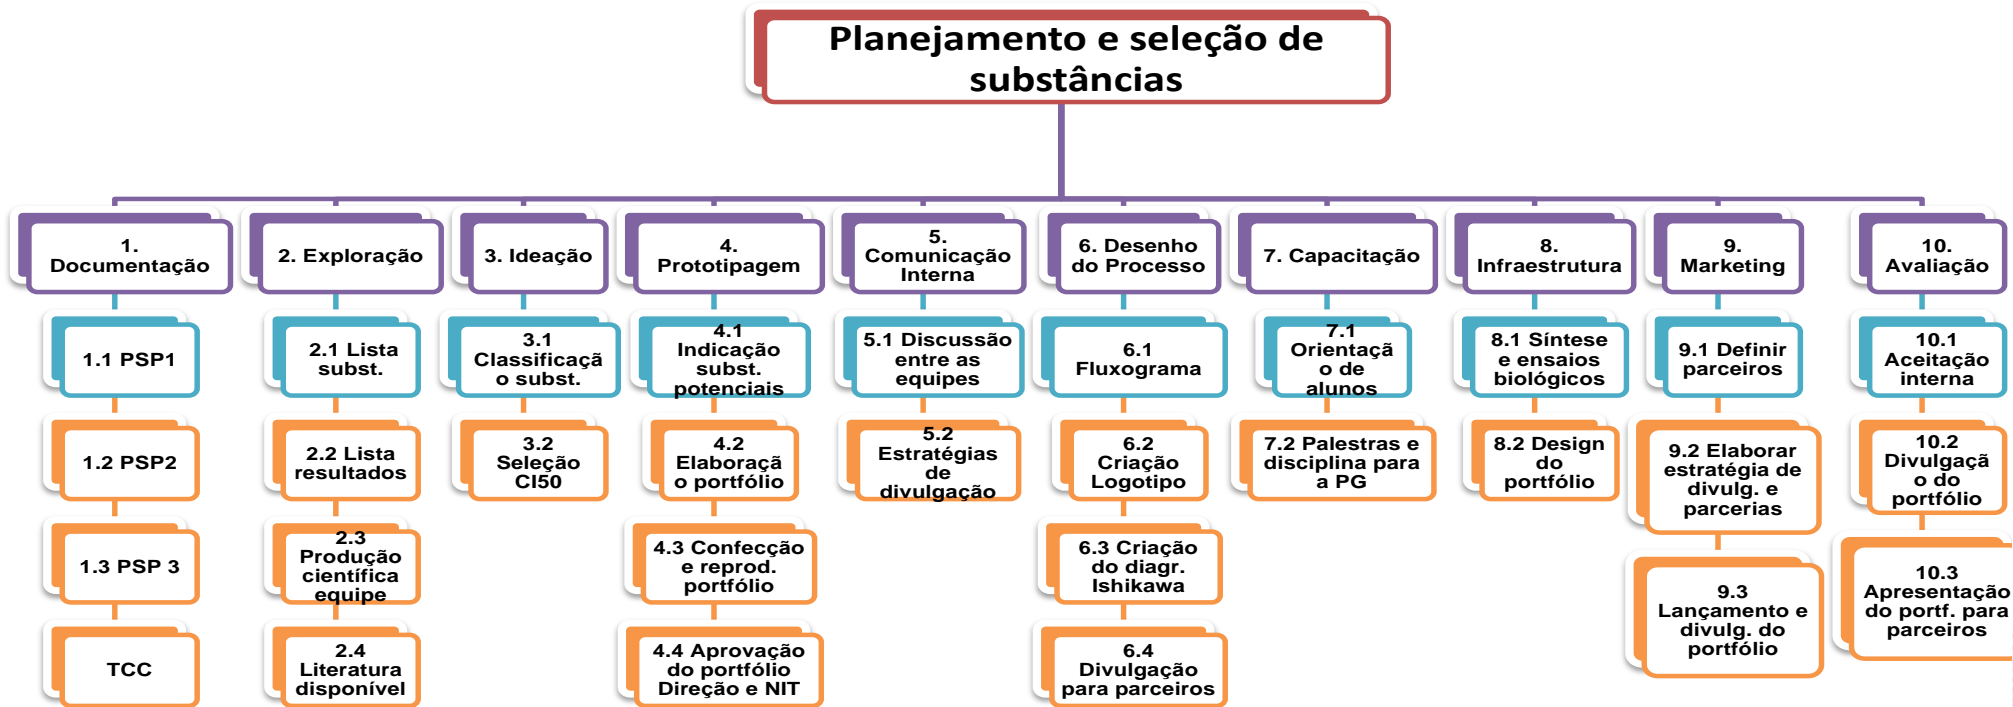 Planejamento e seleção de
substâncias
1.
Documentação
2. Exploração
3. Ideação
4.
Prototipagem
5.
Comunicação
Interna
6. Desenho
do Processo
7. Capacitação
8.
Infraestrutura
9.
Marketing
10.
Avaliação
1.1 PSP1
2.1 Lista
subst.
3.1
Classificaçã
o subst.
4.1
Indicação
subst.
potenciais
5.1 Discussão
entre as
equipes
6.1
Fluxograma
7.1
Orientaçã
o de
alunos
8.1 Síntese
e ensaios
biológicos
9.1 Definir
parceiros
10.1
Aceitação
interna
1.2 PSP2
2.2 Lista
resultados
3.2
Seleção
CI50
4.2
Elaboraçã
o portfólio
5.2
Estratégias
de
divulgação
6.2
Criação
Logotipo
7.2 Palestras e
disciplina para
a PG
8.2 Design
do
portfólio
9.2 Elaborar
estratégia de
divulg. e
parcerias
10.2
Divulgaçã
o do
portfólio
1.3 PSP 3
2.3
Produção
científica
equipe
4.3 Confecção
e reprod.
portfólio
6.3 Criação
do diagr.
Ishikawa
9.3
Lançamento e
divulg. do
portfólio
10.3
Apresentação
do portf. para
parceiros
TCC
2.4
Literatura
disponível
4.4 Aprovação
do portfólio
Direção e NIT
6.4
Divulgação
para parceiros